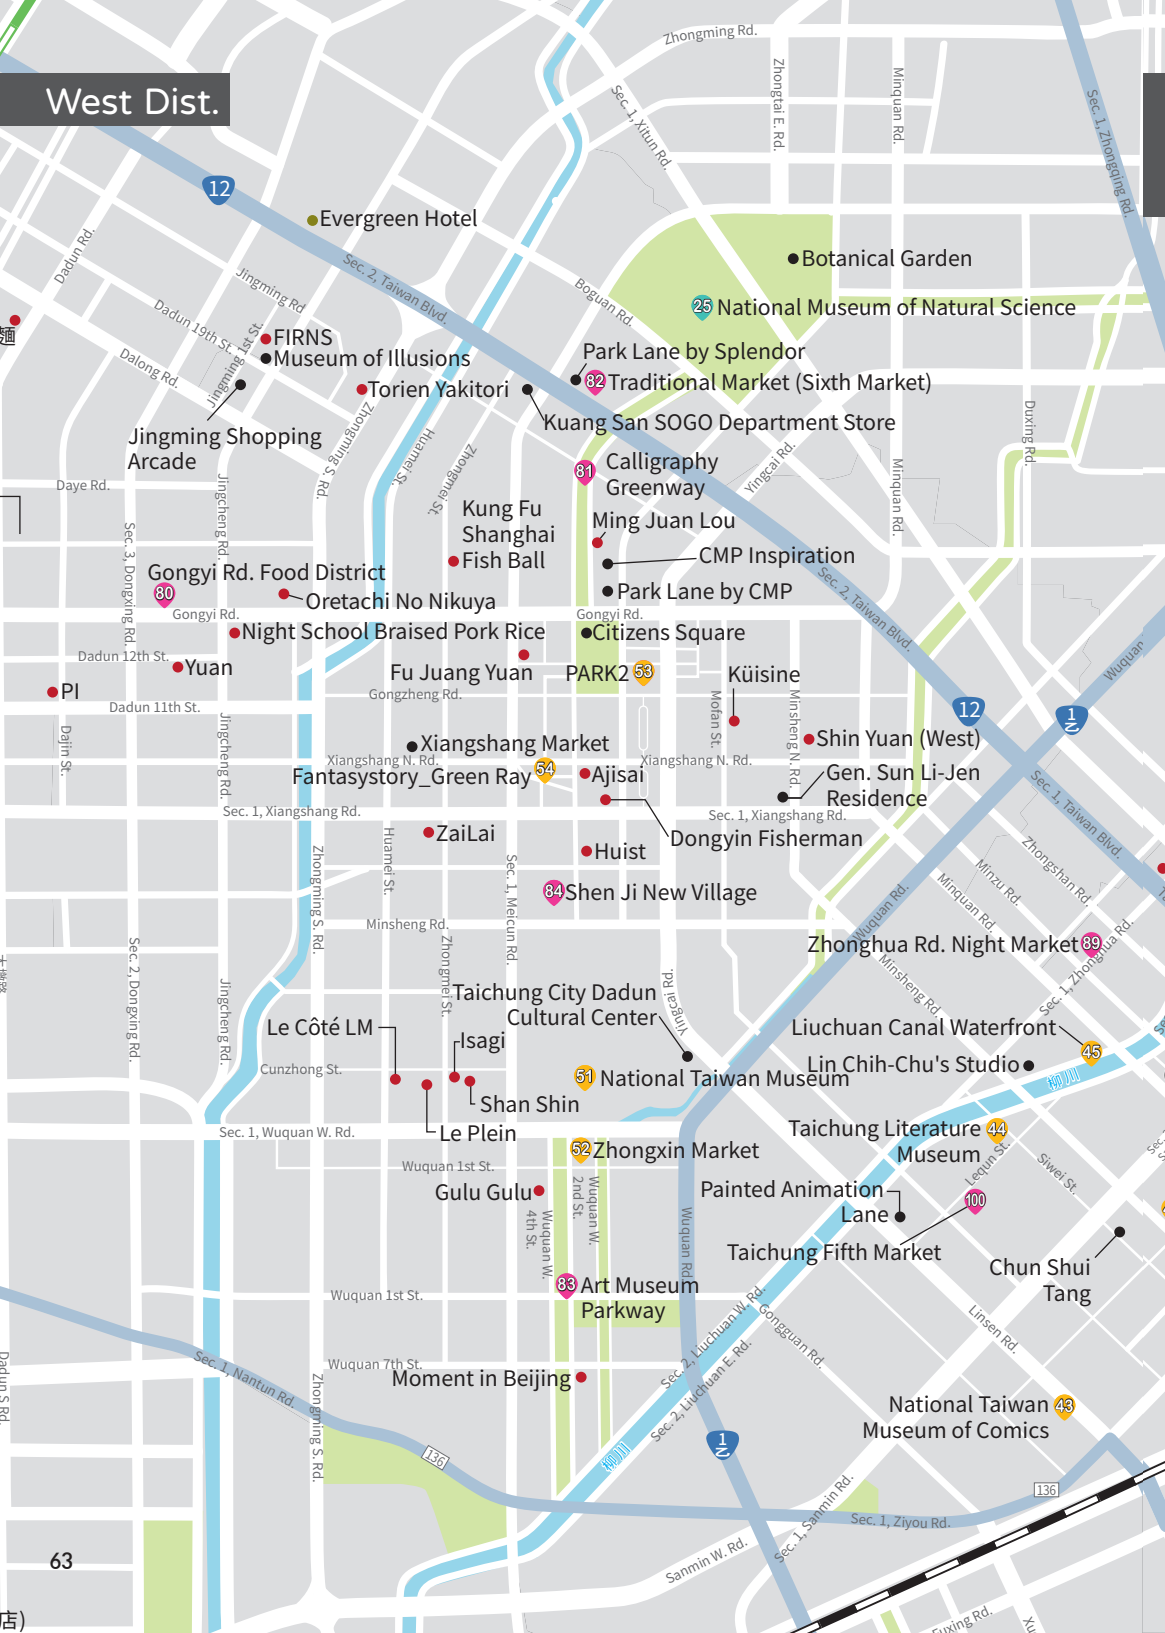 Zhongming Rd.
Zhongtai E. Rd.
Minquan Rd.
Sec. 1, Xitun Rd.
Sec. 1, Zhongqing Rd.
West Dist.
12
Evergreen Hotel
Dadun Rd.
Sec. 2, Taiwan Blvd.
Botanical Garden
Jingming Rd
Boguan Rd.
25
National Museum of Natural Science
Dadun 19th St.
Jingming 1st St.
麵
FIRNS
Museum of Illusions
Dalong Rd.
Park Lane by Splendor
82
Traditional Market (Sixth Market)
Torien Yakitori
Kuang San SOGO Department Store
Jingming Shopping
Arcade
Zhongming S. Rd.
Huamei St.
Zhongmei St.
Duxing Rd.
81
Calligraphy
Greenway
Yingcai Rd.
Minquan Rd.
Daye Rd.
Jingcheng Rd.
Sec. 3, Dongxing Rd.
Kung Fu
Shanghai
Fish Ball
Ming Juan Lou
CMP Inspiration
Park Lane by CMP
Sec. 2, Taiwan Blvd.
Gongyi Rd. Food District
80
Oretachi No Nikuya
Gongyi Rd.
Gongyi Rd.
Night School Braised Pork Rice
Citizens Square
Dadun 12th St.
Yuan
Fu Juang Yuan
PARK2
53
Küisine
Wuquan
PI
Gongzheng Rd.
Dadun 11th St.
Mofan St.
Minsheng N. Rd.
12
1
N
Dajin St.
Jingcheng Rd.
Xiangshang Market
Xiangshang N. Rd.
Xiangshang N. Rd.
Shin Yuan (West)
Fantasystory_Green Ray
54
Ajisai
Gen. Sun Li-Jen
Residence
Sec. 1, Xiangshang Rd.
Sec. 1, Xiangshang Rd.
Sec. 1, Taiwan Blvd.
ZaiLai
Dongyin Fisherman
Huist
Zhongming S. Rd.
Huamei St.
Sec. 1, Meicun Rd.
84
Shen Ji New Village
Zhongshan Rd.
Minzu Rd.
Minquan Rd.
Wuquan Rd.
Minsheng Rd.
Zhonghua Rd. Night Market
89
Sec. 1, Zhonghua Rd.
Minsheng Rd.
Sec. 2, Dongxing Rd.
Jingcheng Rd.
Zhongmei St.
Yingcai Rd.
Taichung City Dadun
Cultural Center
Le Côté LM
Isagi
Liuchuan Canal Waterfront
45
Lin Chih-Chu's Studio
柳川
Cunzhong St.
51
National Taiwan Museum
Shan Shin
Le Plein
Sec. 1, Wuquan W. Rd.
Taichung Literature
Museum
44
52
Zhongxin Market
Wuquan 1st St.
Lequn St.
Siwei St.
Gulu Gulu
Wuquan W.
4th St.
Wuquan W.
2nd St.
Wuquan Rd.
Painted Animation
Lane
100
Taichung Fifth Market
Chun Shui
Tang
83
Art Museum
Parkway
Wuquan 1st St.
Sec. 2, Liuchuan W. Rd.
Sec. 2, Liuchuan E. Rd.
Gongguan Rd.
Linsen Rd.
Dadun S Rd.
Sec. 1, Nantun Rd.
Wuquan 7th St.
Moment in Beijing
Zhongming S. Rd.
National Taiwan
Museum of Comics
43
136
柳川
1
N
136
Sec. 1, Sanmin Rd.
Sec. 1, Ziyou Rd.
63
Sanmin W. Rd.
Fuxing Rd.
店)